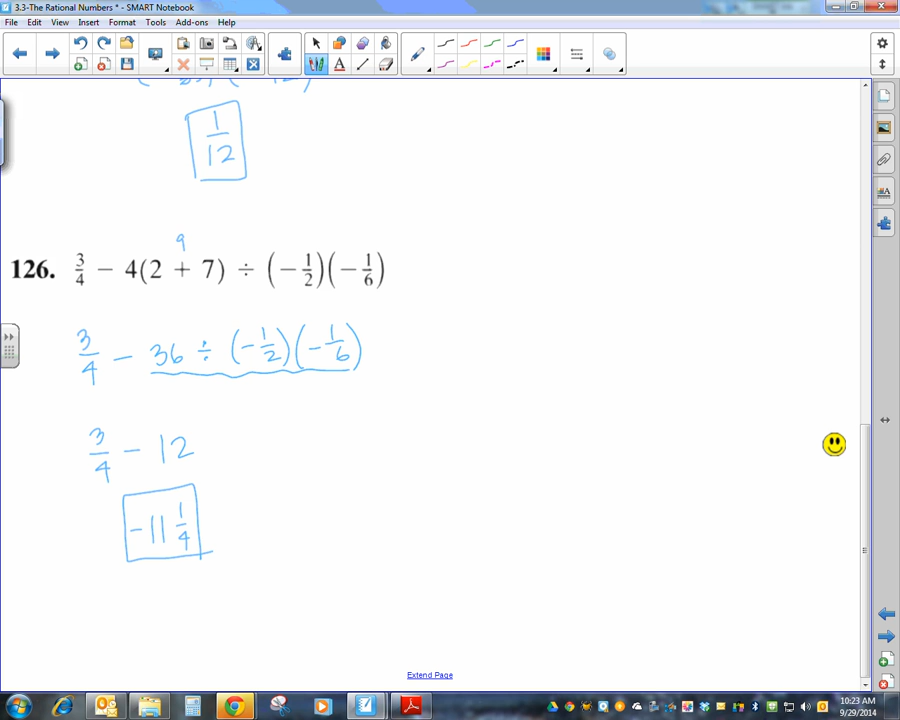 3.3-The Rational Numbers * - SMART Notebook
File Edit View Insert Format Tools Add-ons Help
1/12
9
126. 3/4 − 4(2 + 7) ÷ (−1/2)(−1/6)
3/4 − 36 ÷ (−1/2)(−1/6)
3/4 − 12
−11 1/4
Extend Page
10:23 AM
9/29/2014